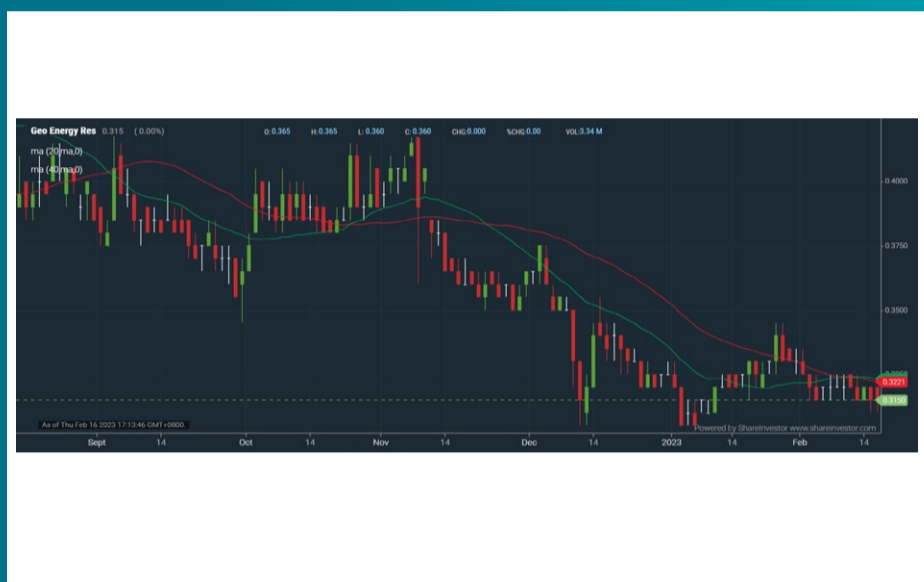 Geo Energy Res 0.315 ( 0.00%) O: 0.365 H: 0.365 L: 0.360 C: 0.360 CHG:0.000 %CHG:0.00 VOL:3.34 M
ma (20,ma,0)
ma (40,ma,0)
0.4000
0.3750
0.3500
0.3221
0.3150
As of Thu Feb 16 2023 17:13:46 GMT+0800.
Powered by ShareInvestor www.shareinvestor.com
Sept 14 Oct 14 Nov 14 Dec 14 2023 14 Feb 14